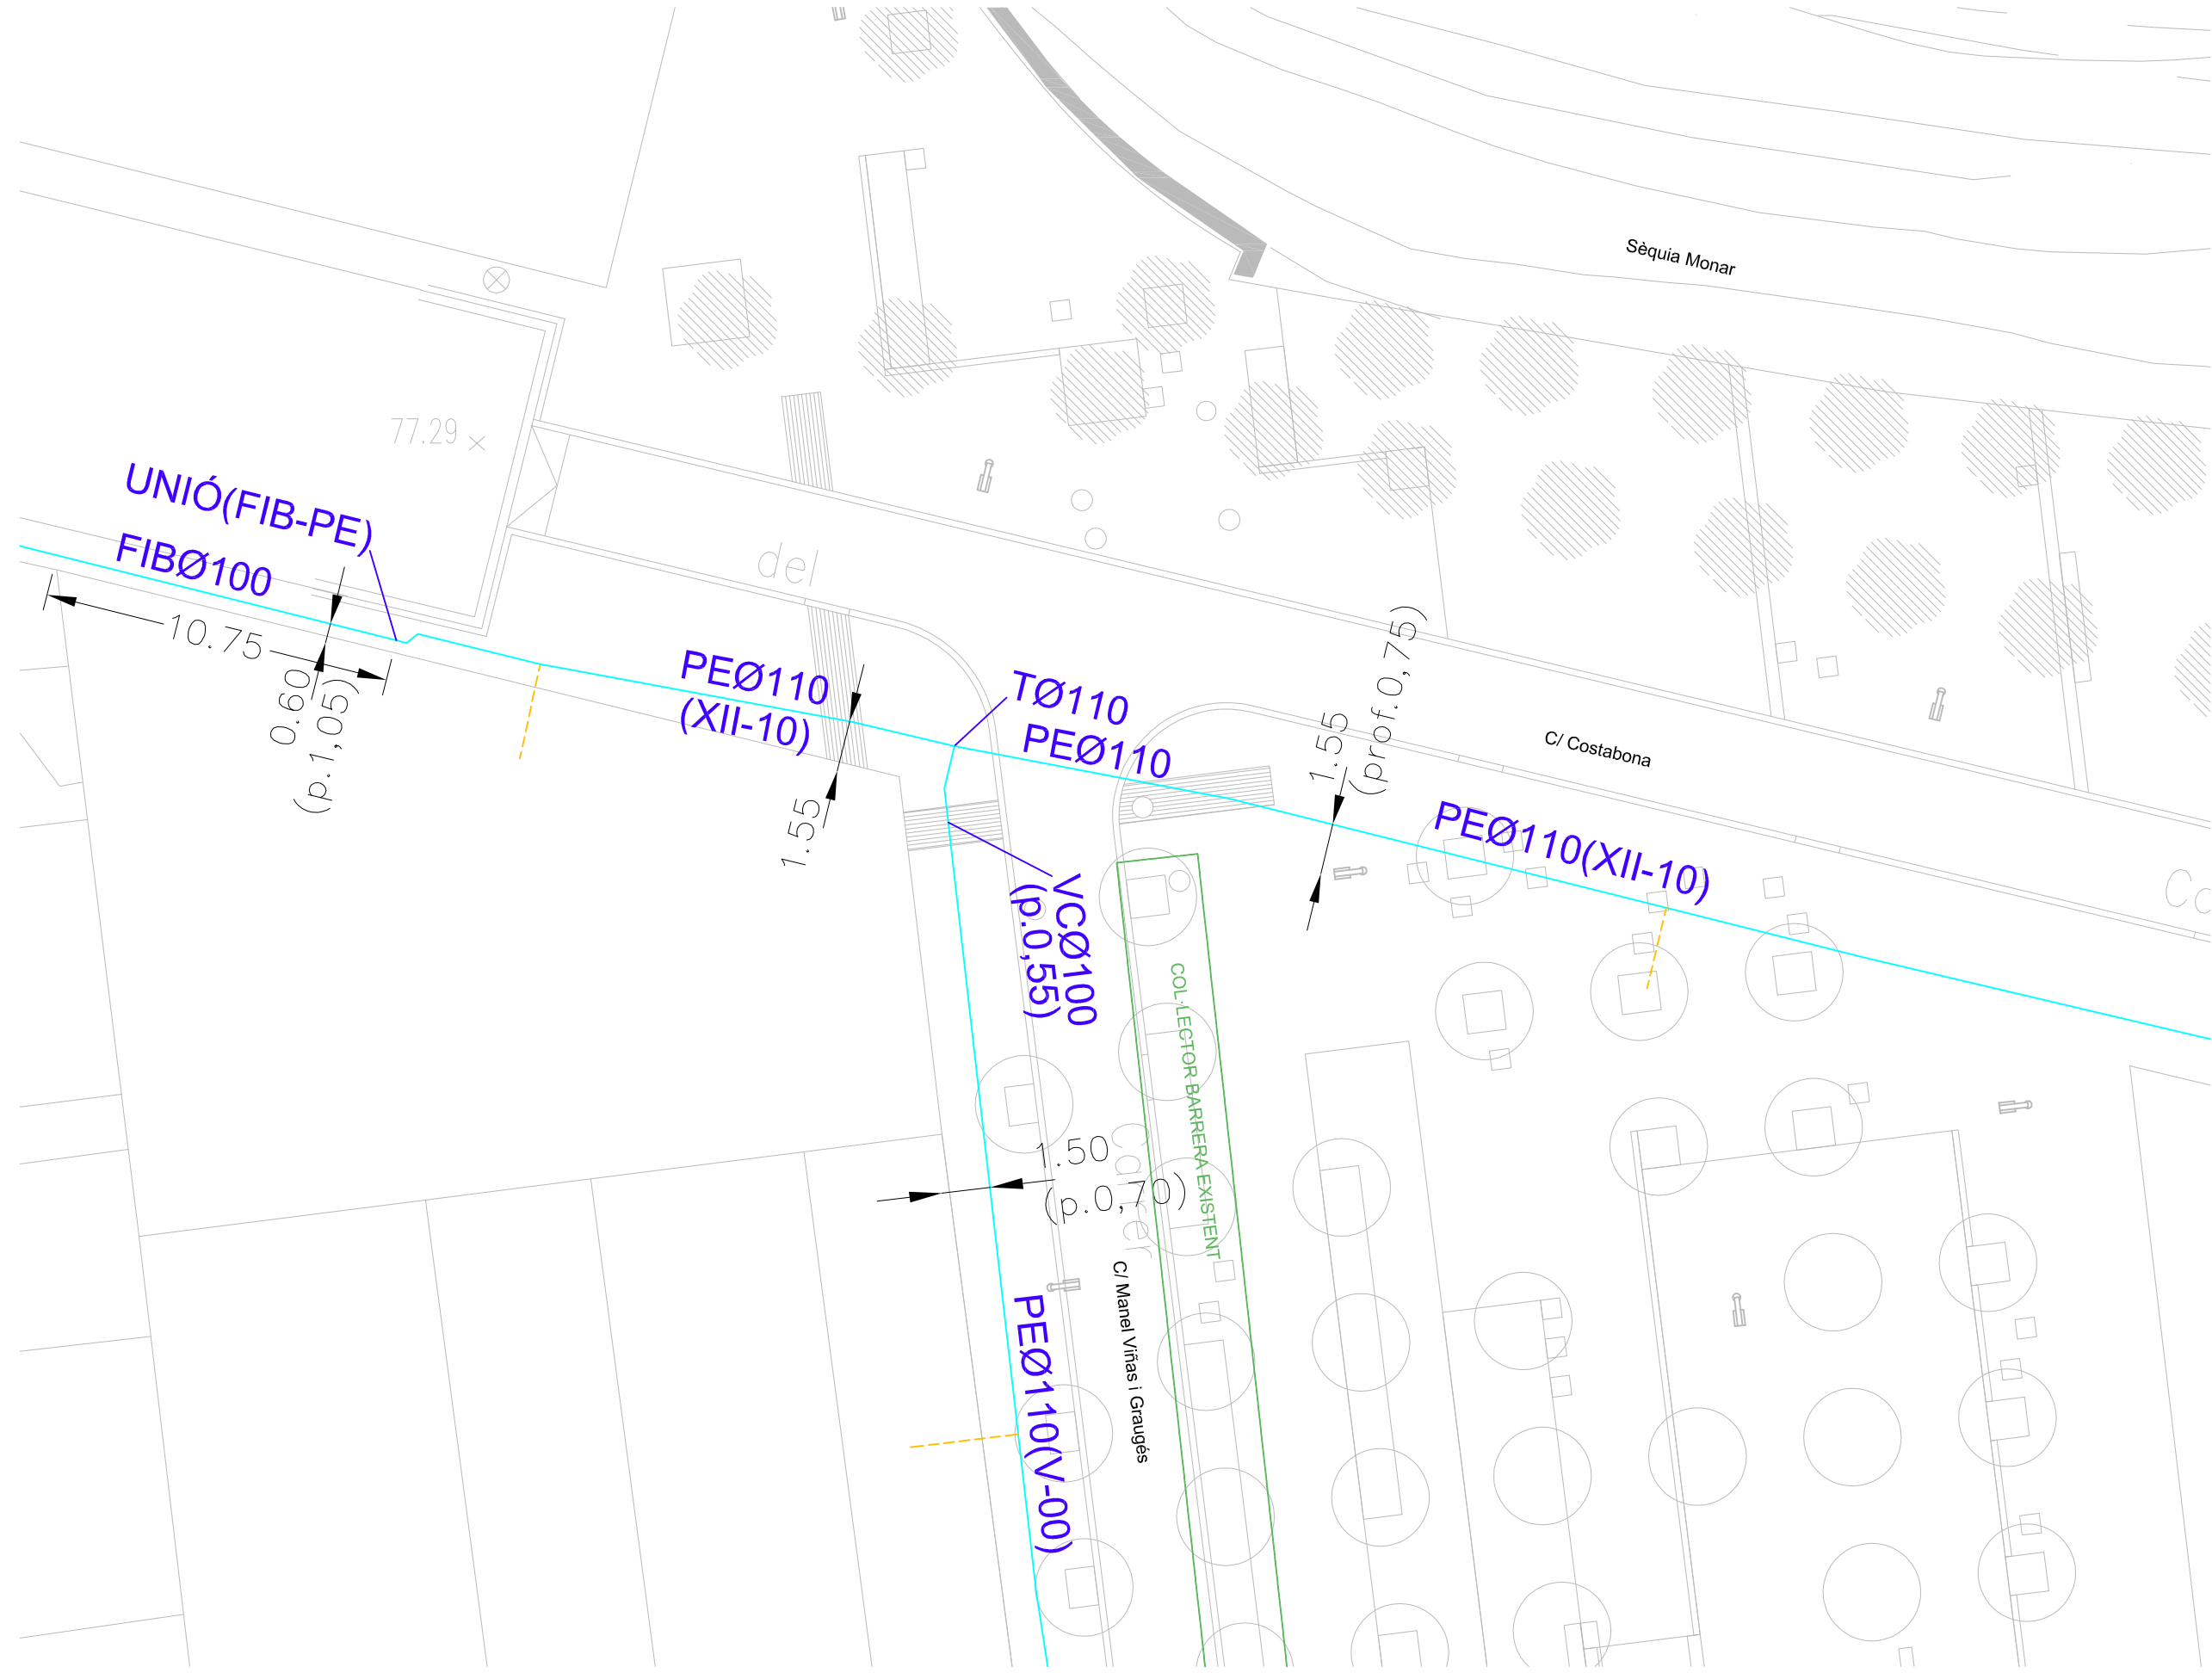 Sèquia Monar
77.29
UNIÓ(FIB-PE)
FIBØ100
del
10.75
0.60
(p.1,05)
PEØ110
(XII-10)
1.55
TØ110
PEØ110
1.55
(prof.0,75)
C/ Costabona
PEØ110(XII-10)
VCØ100
(p.0,55)
COL·LECTOR BARRERA EXISTENT
1.50
(p.0,70)
Carrer
C/ Manel Viñas i Graugés
PEØ110(V-00)